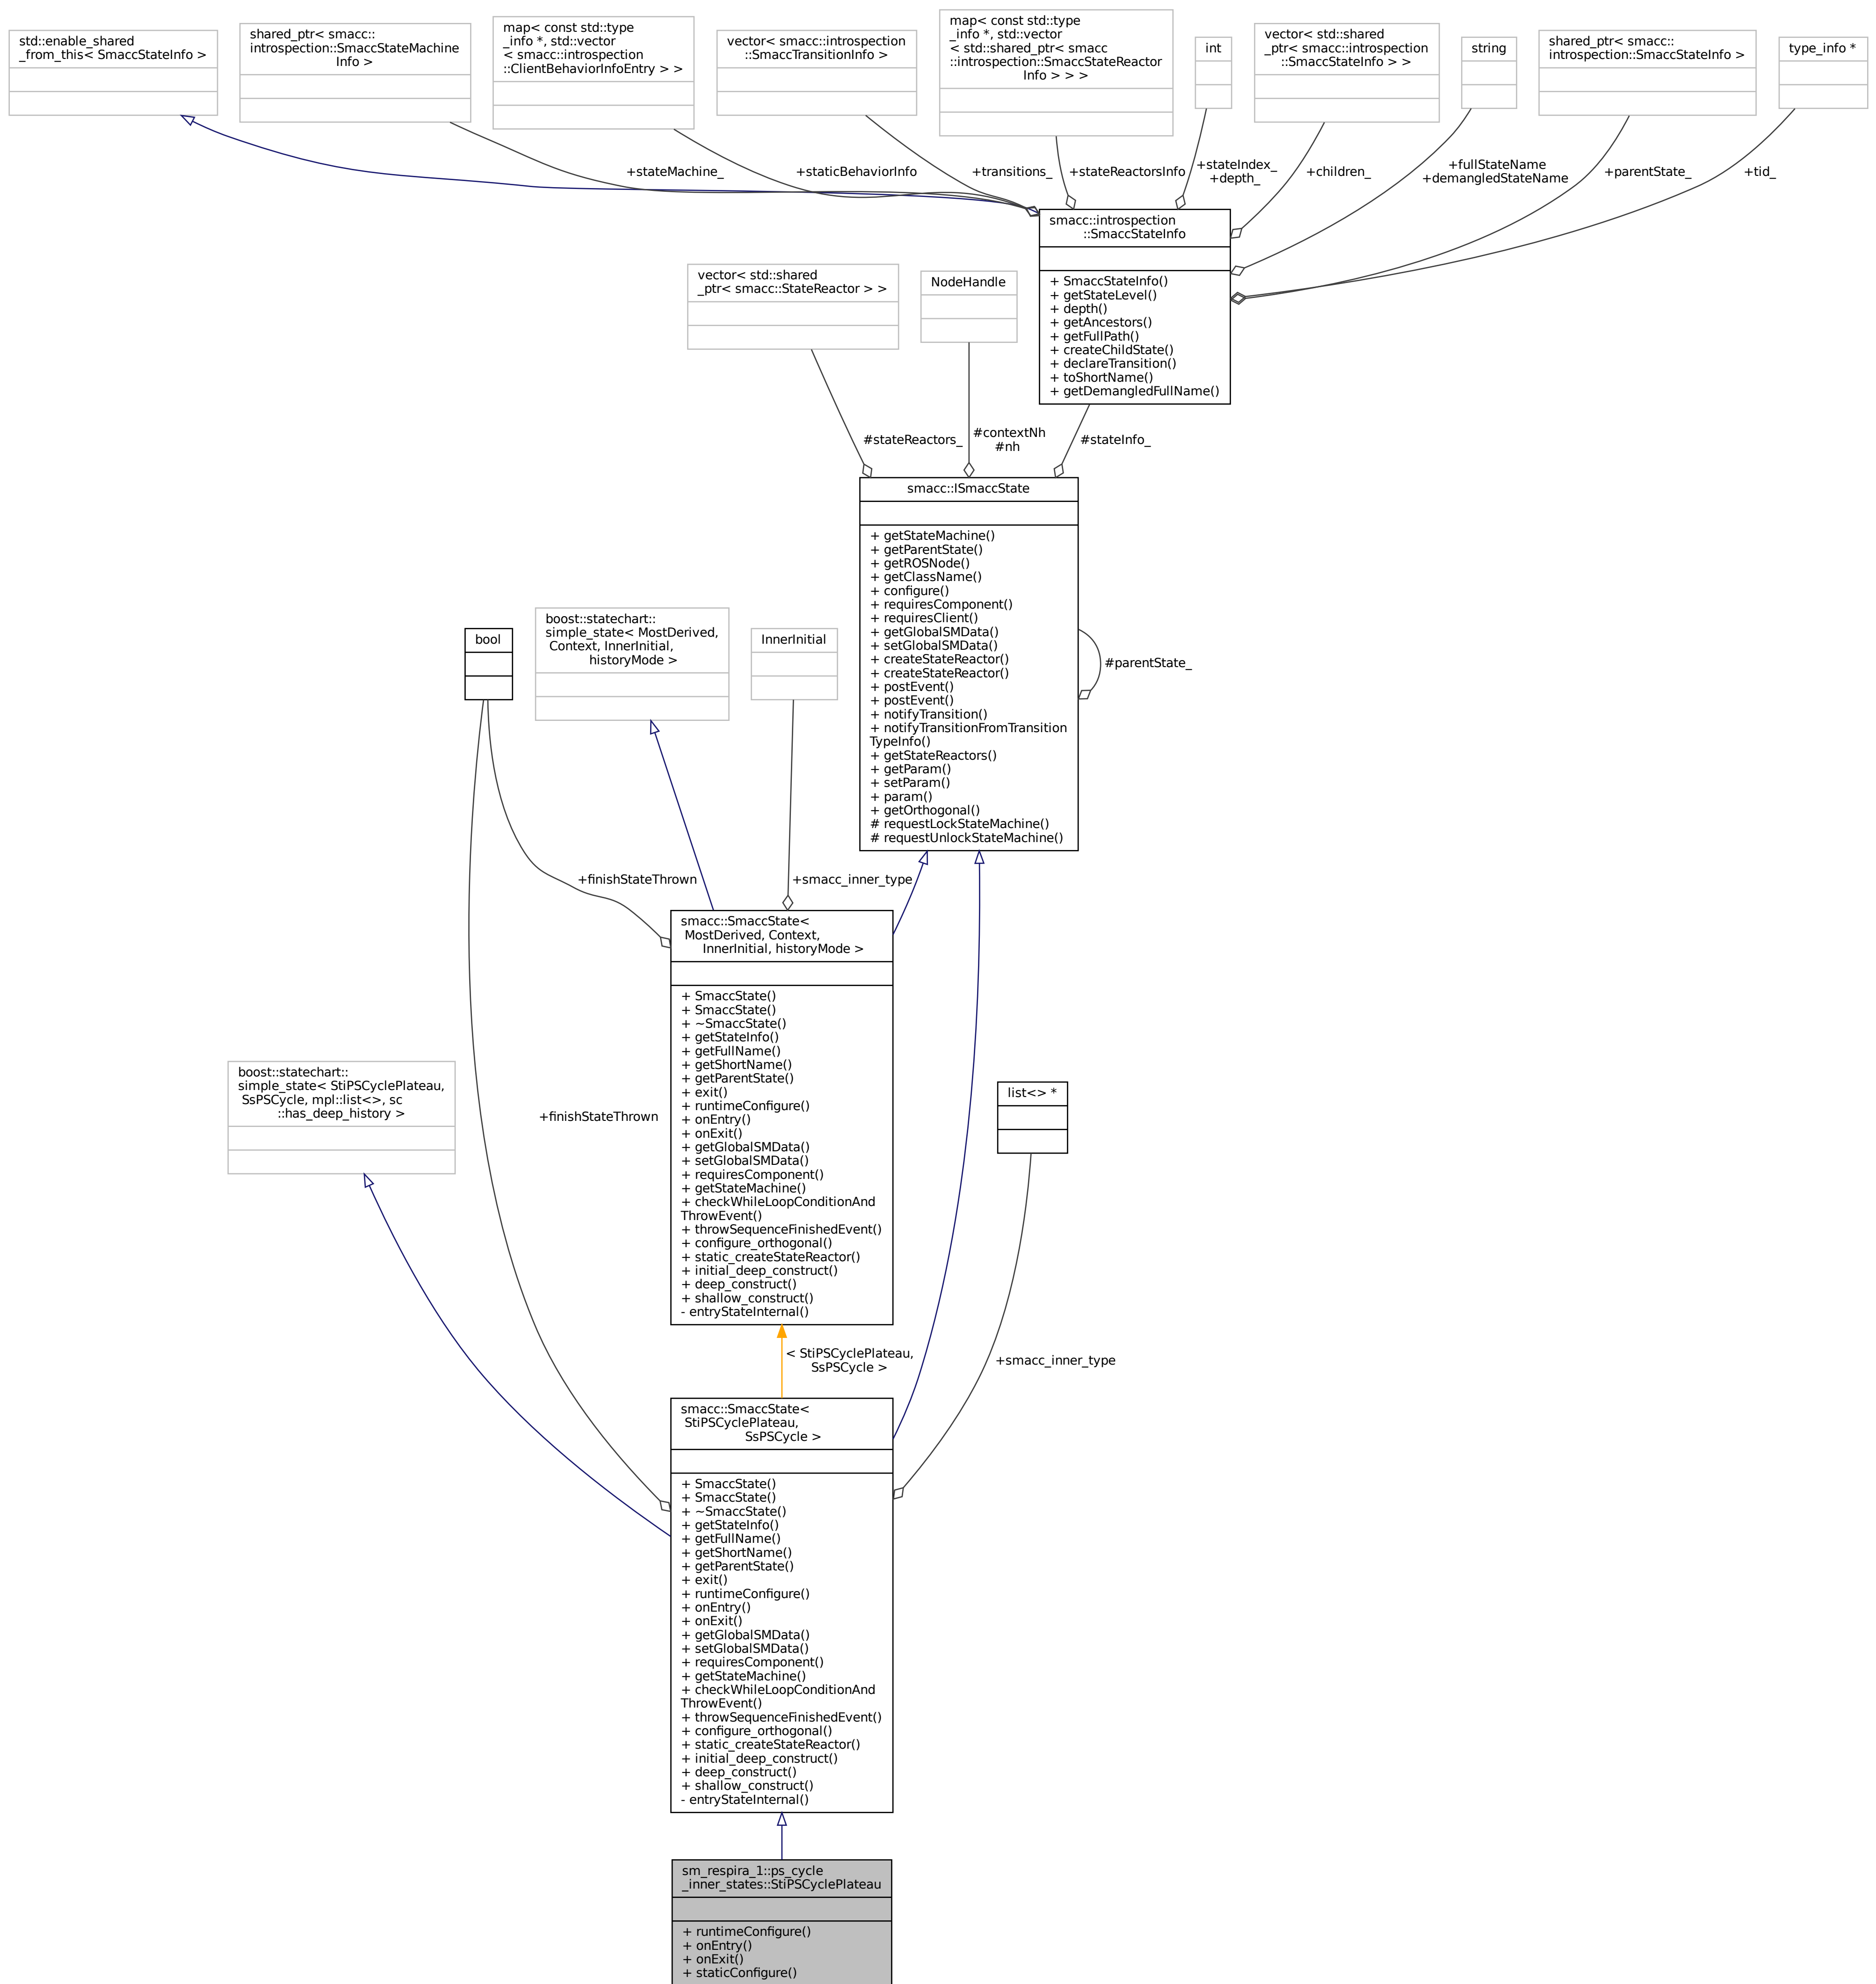 std::enable_shared
_from_this< SmaccStateInfo >
shared_ptr< smacc::
introspection::SmaccStateMachine
Info >
map< const std::type
_info *, std::vector
< smacc::introspection
::ClientBehaviorInfoEntry > >
vector< smacc::introspection
::SmaccTransitionInfo >
map< const std::type
_info *, std::vector
< std::shared_ptr< smacc
::introspection::SmaccStateReactor
Info > > >
int
vector< std::shared
_ptr< smacc::introspection
::SmaccStateInfo > >
string
shared_ptr< smacc::
introspection::SmaccStateInfo >
type_info *
+stateMachine_
+staticBehaviorInfo
+transitions_
+stateReactorsInfo
+stateIndex_
+depth_
+children_
+fullStateName
+demangledStateName
+parentState_
+tid_
smacc::introspection
::SmaccStateInfo
+ SmaccStateInfo()
+ getStateLevel()
+ depth()
+ getAncestors()
+ getFullPath()
+ createChildState()
+ declareTransition()
+ toShortName()
+ getDemangledFullName()
vector< std::shared
_ptr< smacc::StateReactor > >
NodeHandle
#stateReactors_
#contextNh
#nh
#stateInfo_
smacc::ISmaccState
+ getStateMachine()
+ getParentState()
+ getROSNode()
+ getClassName()
+ configure()
+ requiresComponent()
+ requiresClient()
+ getGlobalSMData()
+ setGlobalSMData()
+ createStateReactor()
+ createStateReactor()
+ postEvent()
+ postEvent()
+ notifyTransition()
+ notifyTransitionFromTransition
TypeInfo()
+ getStateReactors()
+ getParam()
+ setParam()
+ param()
+ getOrthogonal()
# requestLockStateMachine()
# requestUnlockStateMachine()
#parentState_
bool
boost::statechart::
simple_state< MostDerived,
Context, InnerInitial,
historyMode >
InnerInitial
+finishStateThrown
+smacc_inner_type
smacc::SmaccState<
MostDerived, Context,
InnerInitial, historyMode >
+ SmaccState()
+ SmaccState()
+ ~SmaccState()
+ getStateInfo()
+ getFullName()
+ getShortName()
+ getParentState()
+ exit()
+ runtimeConfigure()
+ onEntry()
+ onExit()
+ getGlobalSMData()
+ setGlobalSMData()
+ requiresComponent()
+ getStateMachine()
+ checkWhileLoopConditionAnd
ThrowEvent()
+ throwSequenceFinishedEvent()
+ configure_orthogonal()
+ static_createStateReactor()
+ initial_deep_construct()
+ deep_construct()
+ shallow_construct()
- entryStateInternal()
boost::statechart::
simple_state< StiPSCyclePlateau,
SsPSCycle, mpl::list<>, sc
::has_deep_history >
+finishStateThrown
list<> *
< StiPSCyclePlateau,
SsPSCycle >
+smacc_inner_type
smacc::SmaccState<
StiPSCyclePlateau,
SsPSCycle >
+ SmaccState()
+ SmaccState()
+ ~SmaccState()
+ getStateInfo()
+ getFullName()
+ getShortName()
+ getParentState()
+ exit()
+ runtimeConfigure()
+ onEntry()
+ onExit()
+ getGlobalSMData()
+ setGlobalSMData()
+ requiresComponent()
+ getStateMachine()
+ checkWhileLoopConditionAnd
ThrowEvent()
+ throwSequenceFinishedEvent()
+ configure_orthogonal()
+ static_createStateReactor()
+ initial_deep_construct()
+ deep_construct()
+ shallow_construct()
- entryStateInternal()
sm_respira_1::ps_cycle
_inner_states::StiPSCyclePlateau
+ runtimeConfigure()
+ onEntry()
+ onExit()
+ staticConfigure()